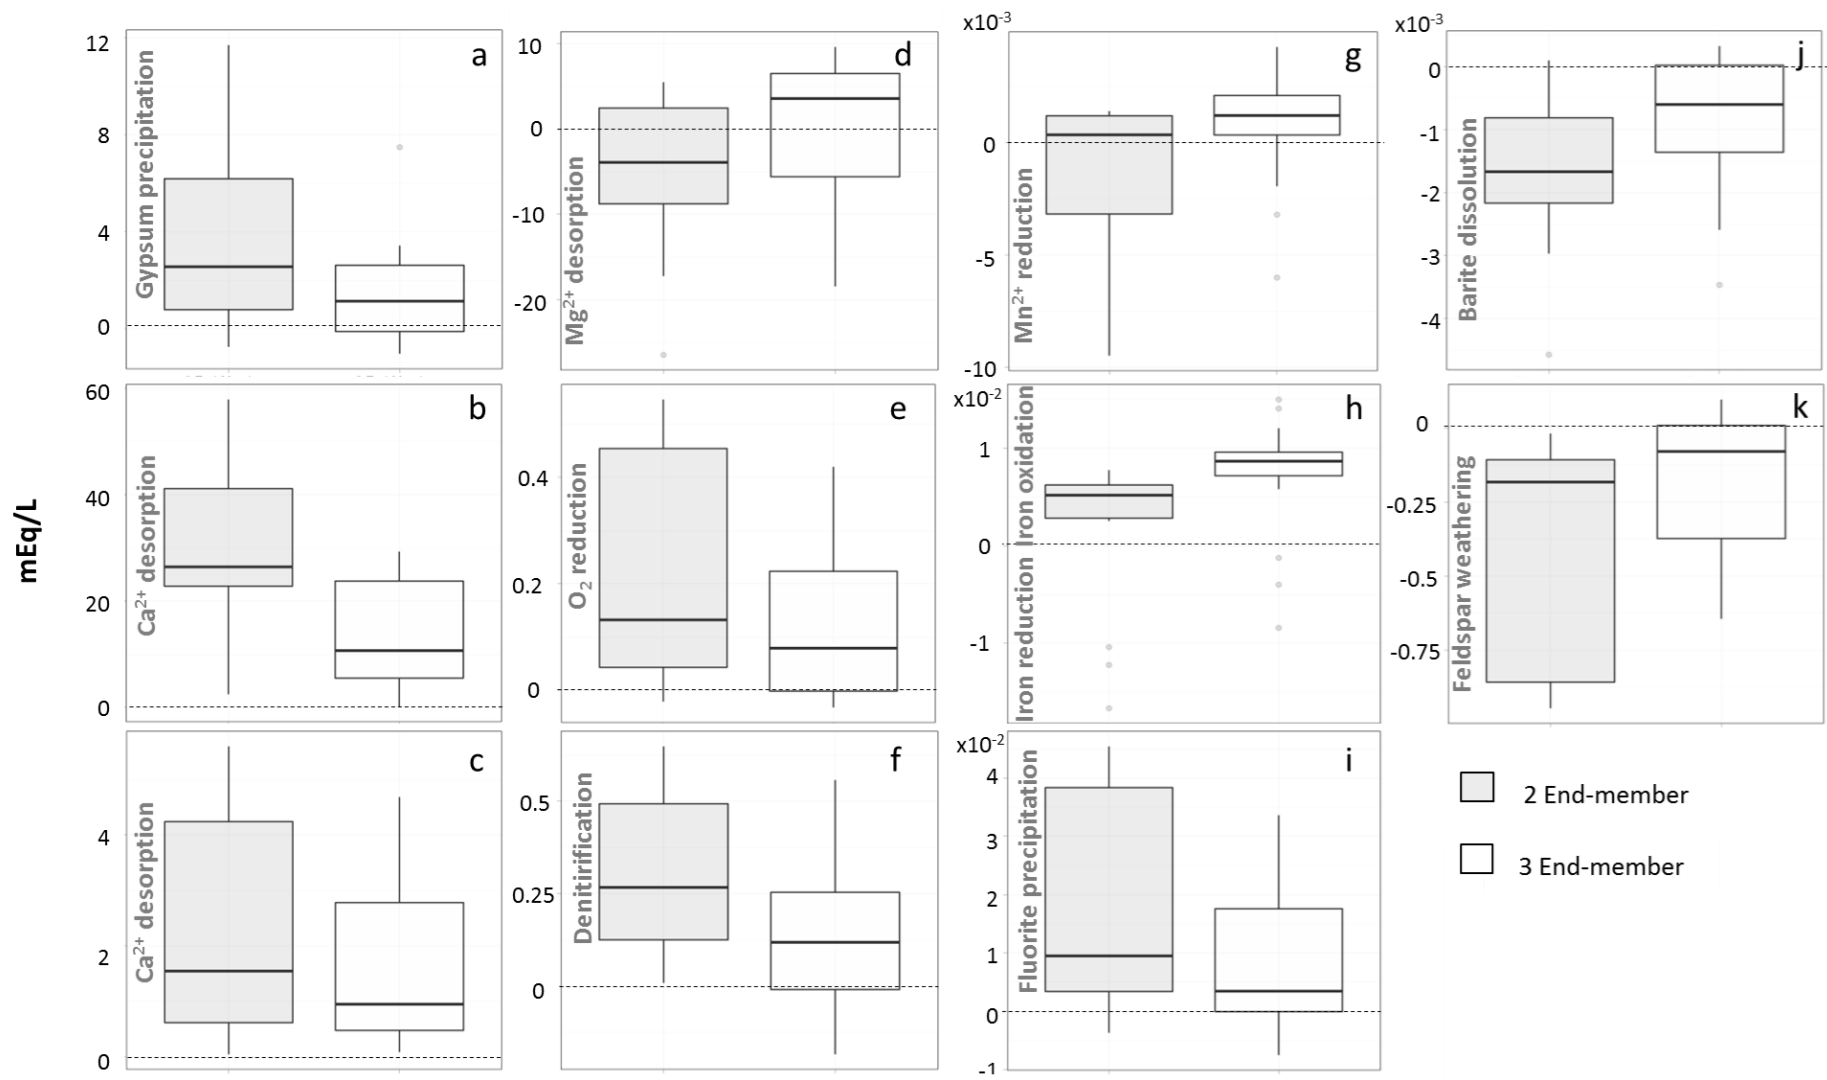 mEq/L
a
Gypsum precipitation
12
8
4
0
b
Ca2+ desorption
60
40
20
0
c
Ca2+ desorption
4
2
0
d
Mg2+ desorption
10
0
-10
-20
e
O2 reduction
0.4
0.2
0
f
Denitirification
0.5
0.25
0
x10-3
g
Mn2+ reduction
0
-5
-10
x10-2
h
Iron reduction Iron oxidation
1
0
-1
x10-2
i
Fluorite precipitation
4
3
2
1
0
-1
x10-3
j
Barite dissolution
0
-1
-2
-3
-4
k
Feldspar weathering
0
-0.25
-0.5
-0.75
2 End-member
3 End-member